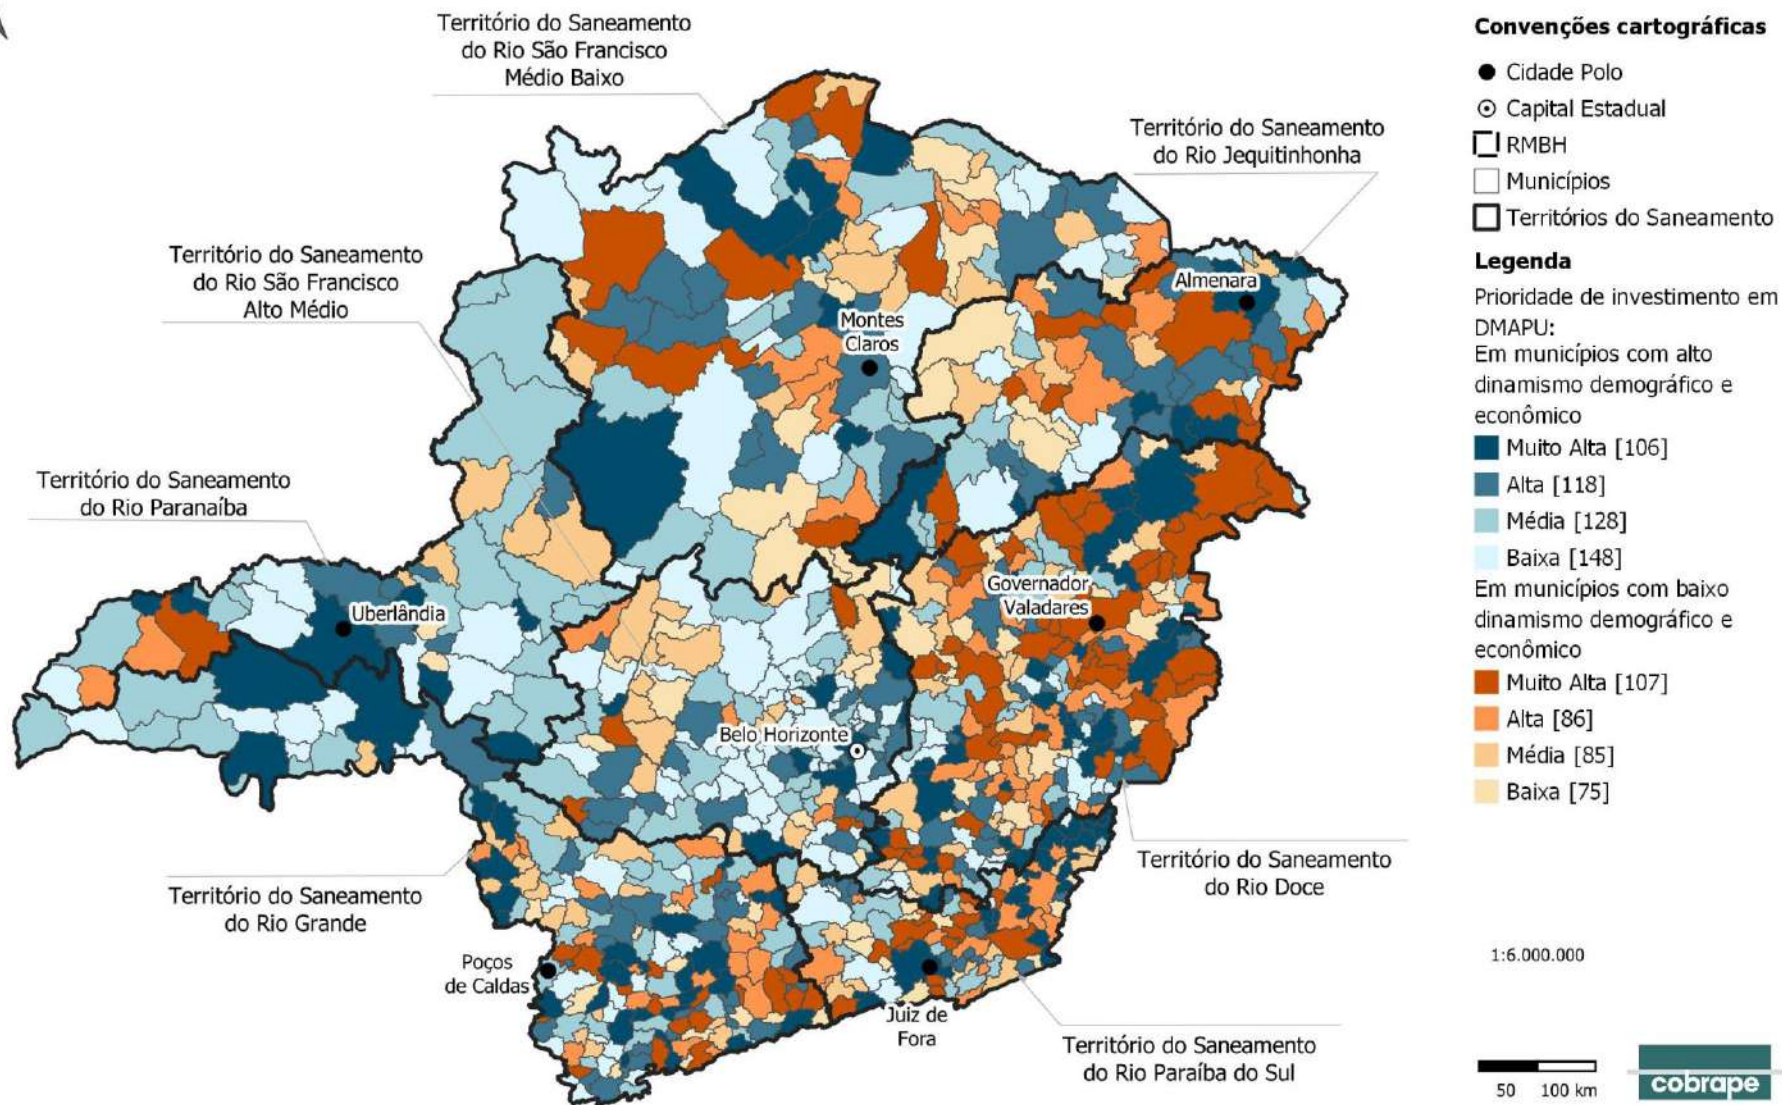 Território do Saneamento
do Rio São Francisco
Médio Baixo
Território do Saneamento
do Rio Jequitinhonha
Território do Saneamento
do Rio São Francisco
Alto Médio
Almenara
Montes
Claros
Território do Saneamento
do Rio Paranaíba
Uberlândia
Governador
Valadares
Belo Horizonte
Território do Saneamento
do Rio Doce
Território do Saneamento
do Rio Grande
Poços
de Caldas
Juiz de
Fora
Território do Saneamento
do Rio Paraíba do Sul
Convenções cartográficas
Cidade Polo
Capital Estadual
RMBH
Municípios
Territórios do Saneamento
Legenda
Prioridade de investimento em
DMAPU:
Em municípios com alto
dinamismo demográfico e
econômico
Muito Alta [106]
Alta [118]
Média [128]
Baixa [148]
Em municípios com baixo
dinamismo demográfico e
econômico
Muito Alta [107]
Alta [86]
Média [85]
Baixa [75]
1:6.000.000
50 100 km
cobrape